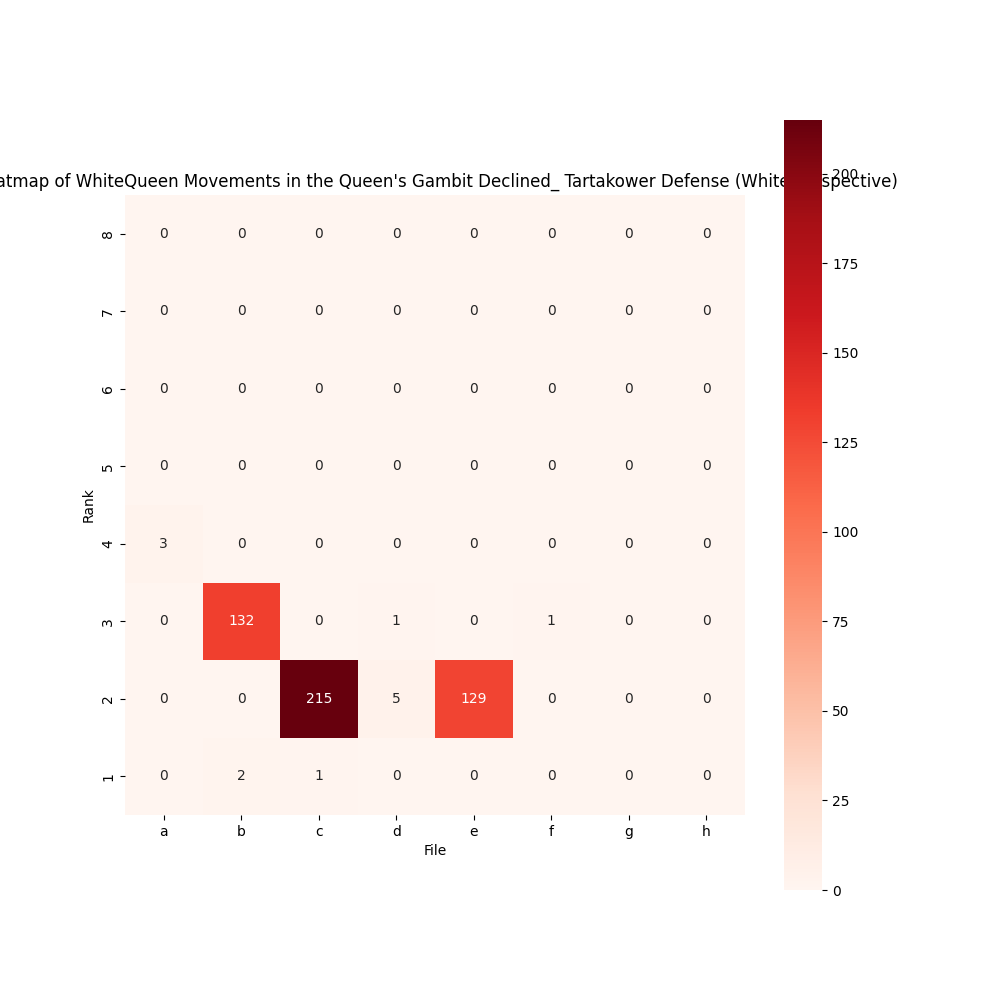 of WhiteQueen Movements in the Queen's Gambit Declined_ Tartakower Defense
200
8 0 0 0 0 0 0 0 0
175
7 0 0 0 0 0 0 0 0
150
6 0 0 0 0 0 0 0 0
125
5 0 0 0 0 0 0 0 0
Rank
100
4 3 0 0 0 0 0 0 0
75
3 0 132 0 1 0 1 0 0
50
2 0 0 215 5 129 0 0 0
25
1 0 2 1 0 0 0 0 0
a b c d e f g h
File
0